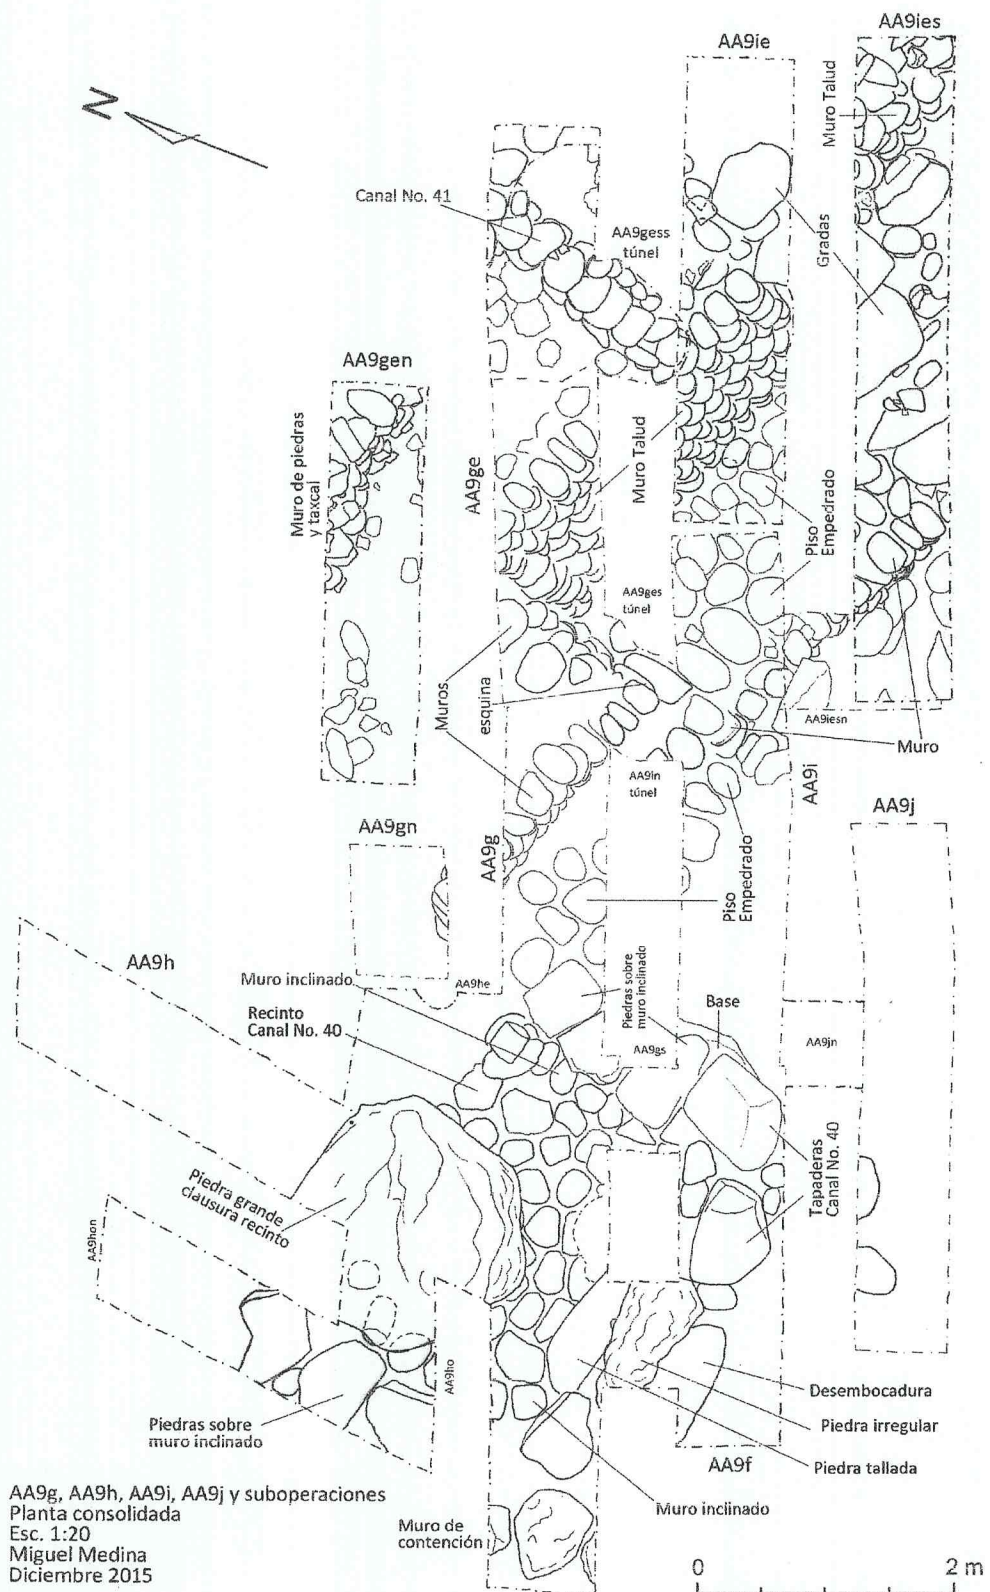 AA9ies
AA9ie
Muro Talud
N
Canal No. 41
AA9gess
túnel
Gradas
AA9gen
Muro de piedras
y taxcal
AA9ge
Muro Talud
Piso
Empedrado
AA9ges
túnel
Muros
esquina
AA9iesn
Muro
AA9in
túnel
AA9i
AA9j
AA9gn
AA9g
Piso
Empedrado
AA9h
Muro inclinado
AA9he
Piedras sobre
muro inclinado
Base
Recinto
Canal No. 40
AA9gs
AA9jn
Tapaderas
Canal No. 40
Piedra grande
clausura recinto
AA9hon
AA9ho
Desembocadura
Piedras sobre
muro inclinado
Piedra irregular
AA9f
Piedra tallada
Muro inclinado
AA9g, AA9h, AA9i, AA9j y suboperaciones
Planta consolidada
Esc. 1:20
Miguel Medina
Diciembre 2015
Muro de
contención
0 2 m